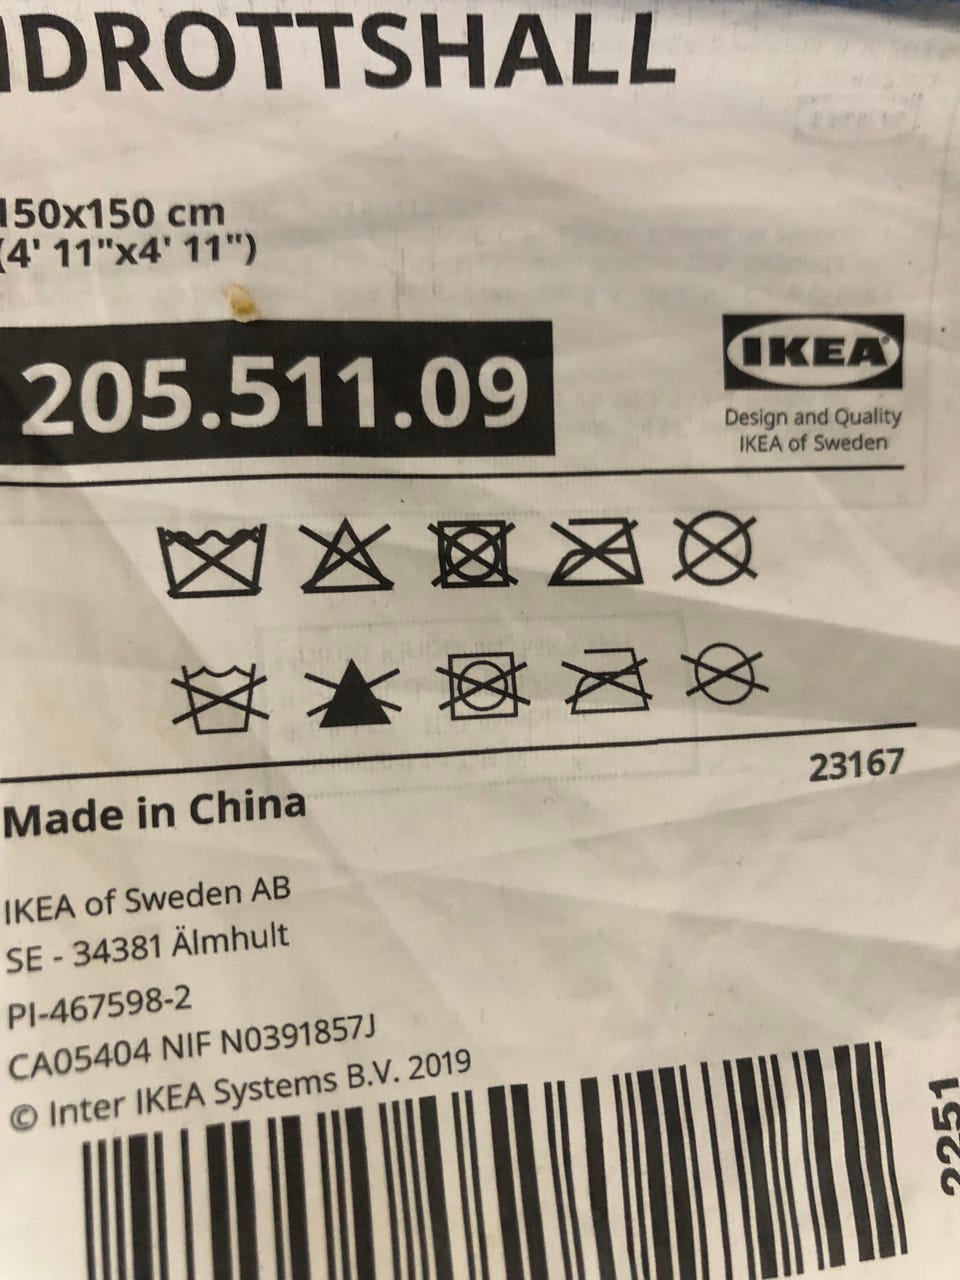 IDROTTSHALL
150x150 cm
(4' 11"x4' 11")
205.511.09
IKEA
Design and Quality
IKEA of Sweden
23167
Made in China
IKEA of Sweden AB
SE - 34381 Älmhult
PI-467598-2
CA05404 NIF N0391857J
© Inter IKEA Systems B.V. 2019
2251